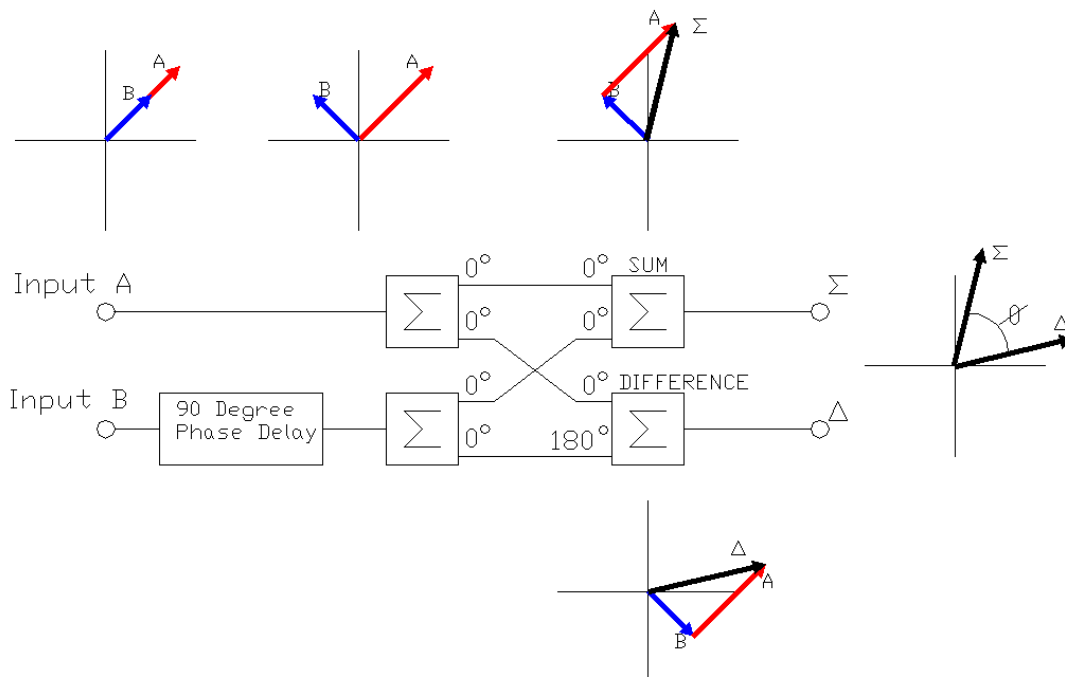 A
B
B
A
A
Σ
B
Input A
0°
0°
SUM
Σ
Σ
Σ
Σ
0°
0°
ϕ
Δ
Input B
0°
0°
DIFFERENCE
90 Degree
Phase Delay
Σ
0°
180°
Σ
Δ
Δ
A
B